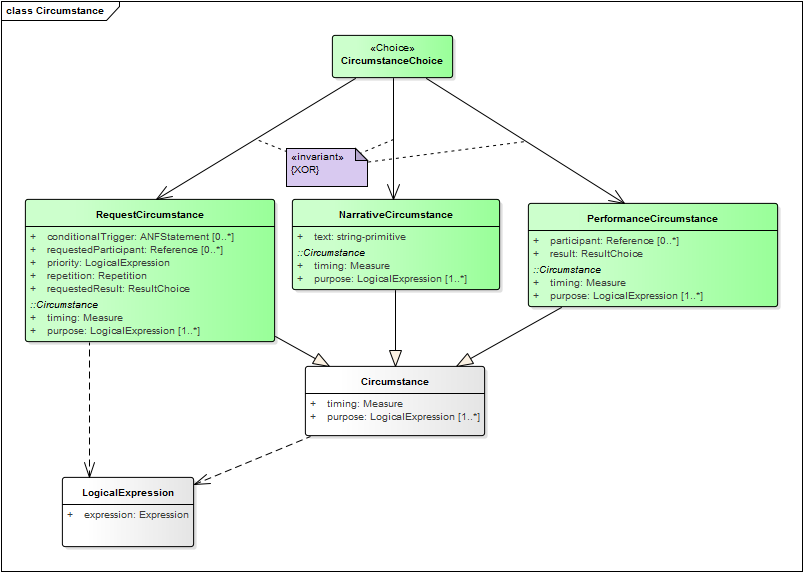 class Circumstance
«Choice»
CircumstanceChoice
«invariant»
{XOR}
RequestCircumstance
+ conditionalTrigger: ANFStatement [0..*]
+ requestedParticipant: Reference [0..*]
+ priority: LogicalExpression
+ repetition: Repetition
+ requestedResult: ResultChoice
::Circumstance
+ timing: Measure
+ purpose: LogicalExpression [1..*]
NarrativeCircumstance
+ text: string-primitive
::Circumstance
+ timing: Measure
+ purpose: LogicalExpression [1..*]
PerformanceCircumstance
+ participant: Reference [0..*]
+ result: ResultChoice
::Circumstance
+ timing: Measure
+ purpose: LogicalExpression [1..*]
Circumstance
+ timing: Measure
+ purpose: LogicalExpression [1..*]
LogicalExpression
+ expression: Expression